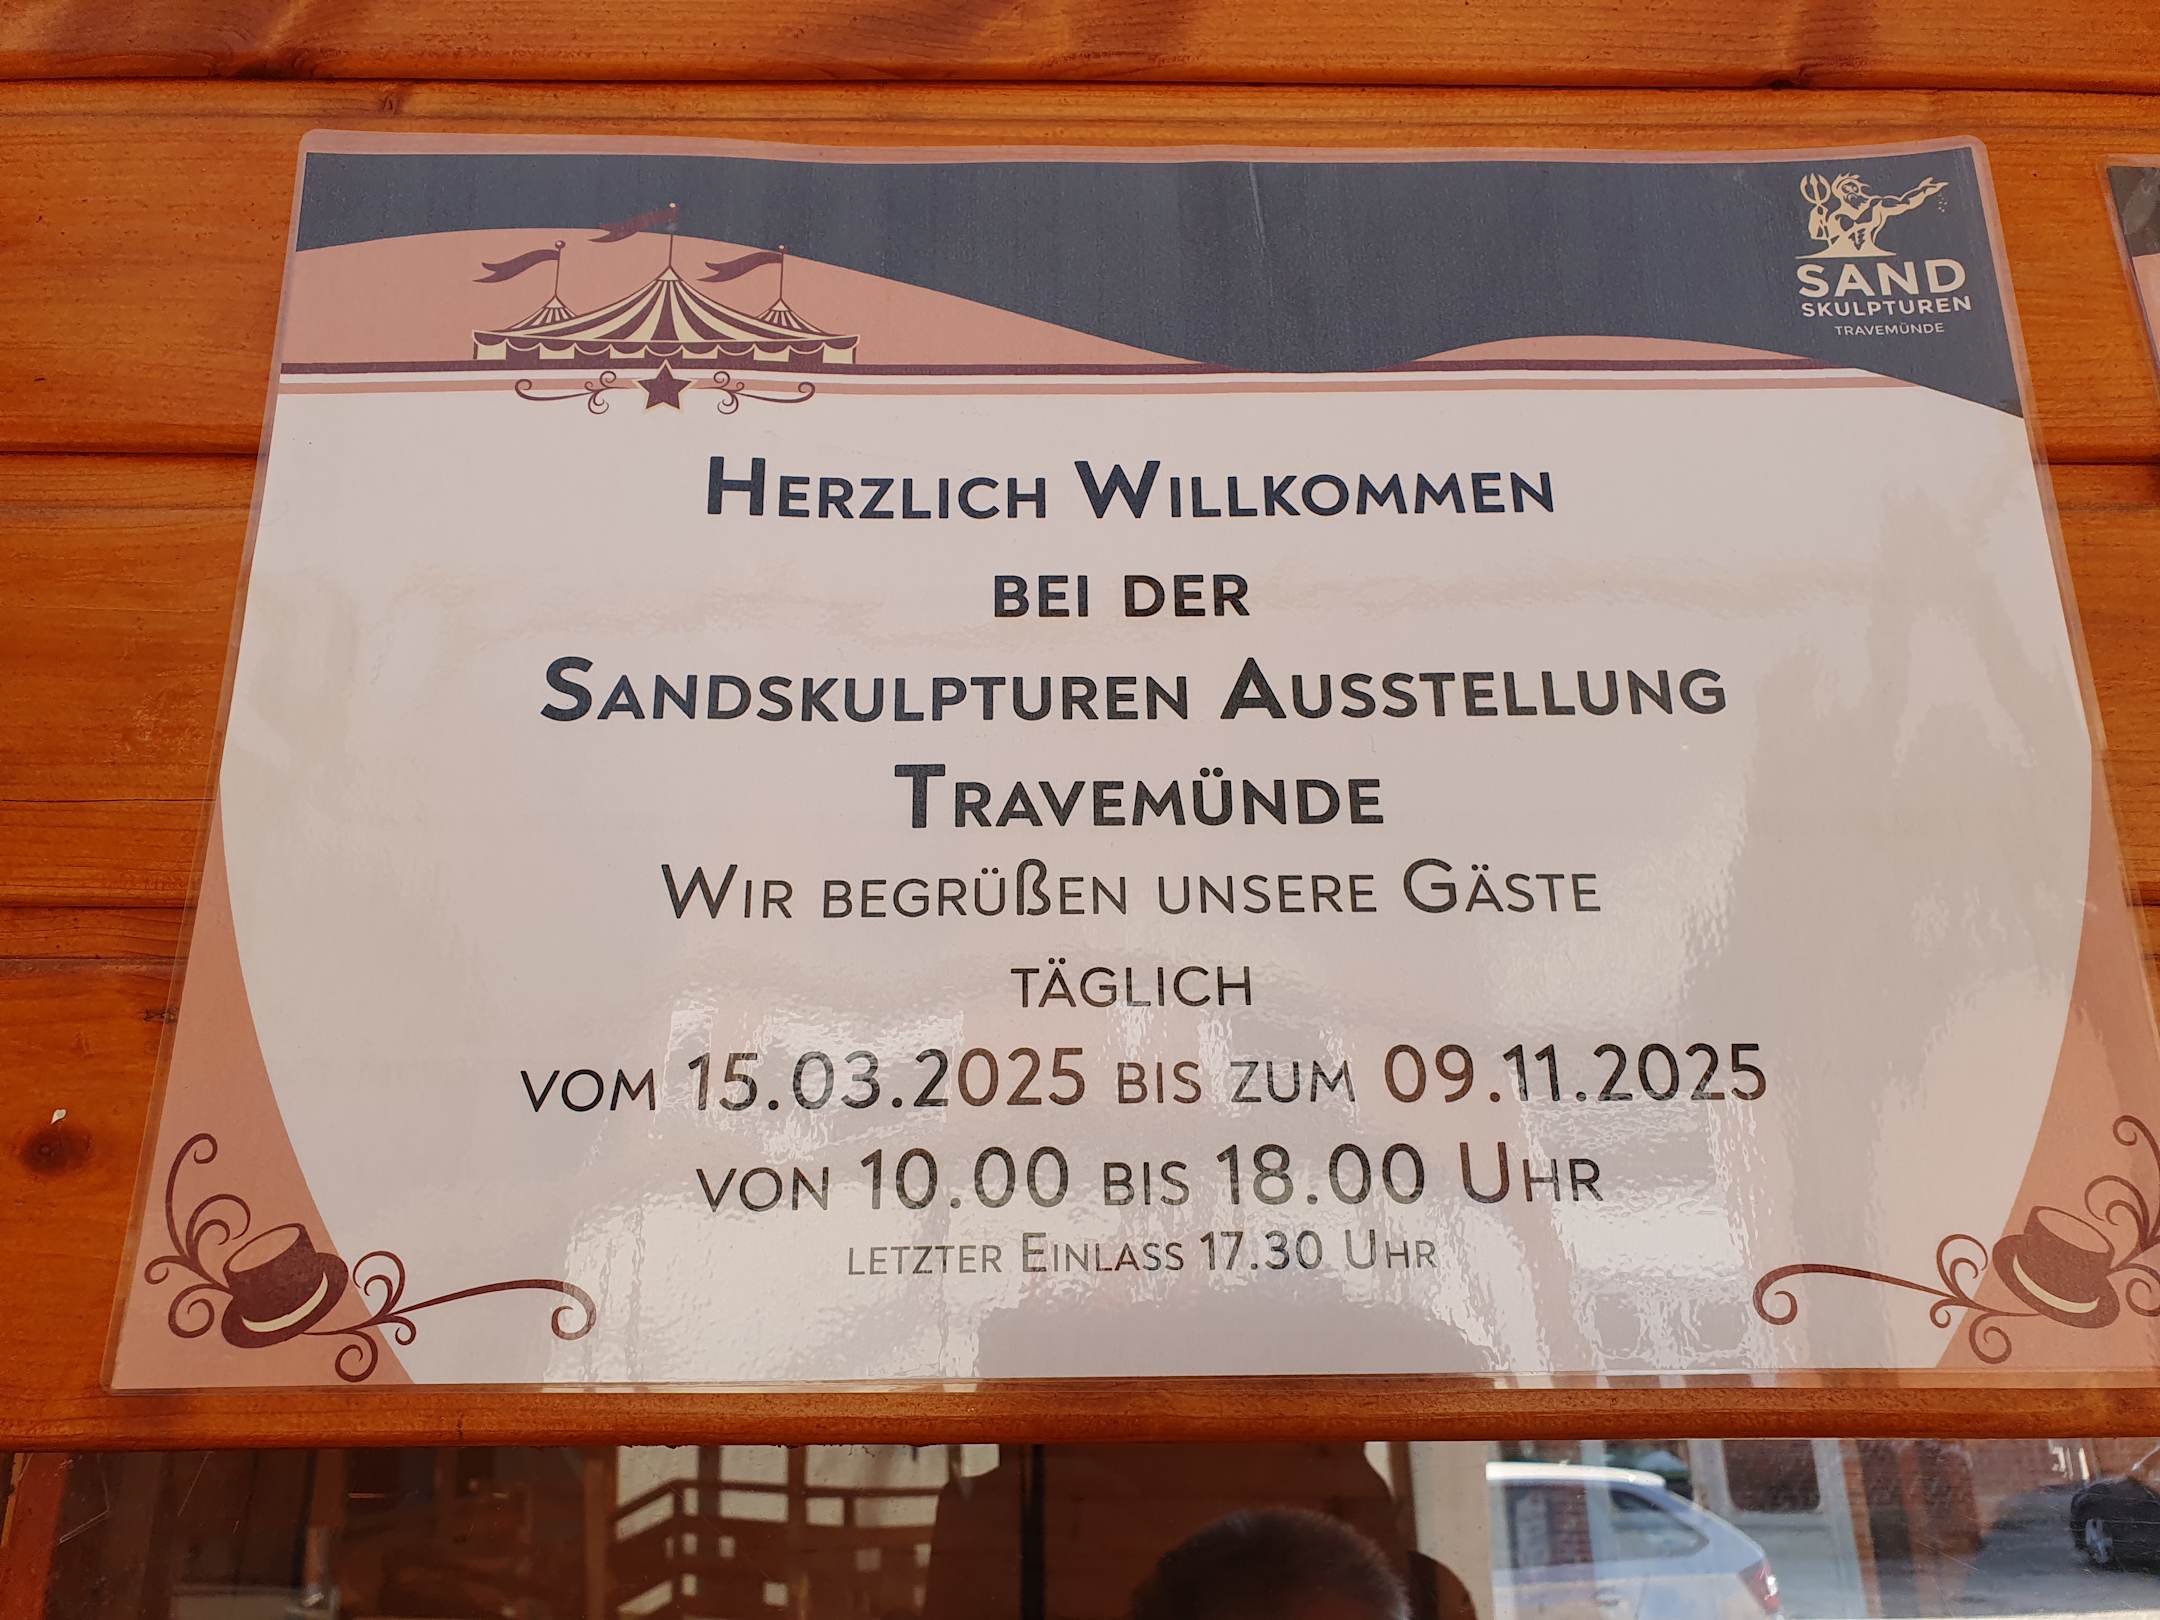 SAND
SKULPTUREN
TRAVEMÜNDE
HERZLICH WILLKOMMEN
BEI DER
SANDSKULPTUREN AUSSTELLUNG
TRAVEMÜNDE
WIR BEGRÜßEN UNSERE GÄSTE
TÄGLICH
VOM 15.03.2025 BIS ZUM 09.11.2025
VON 10.00 BIS 18.00 UHR
LETZTER EINLASS 17.30 UHR